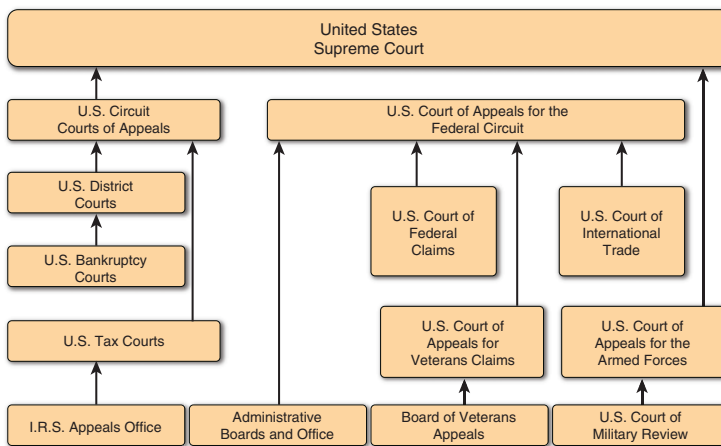 United States
Supreme Court
U.S. Circuit
Courts of Appeals
U.S. Court of Appeals for the
Federal Circuit
U.S. District
Courts
U.S. Court of
Federal
Claims
U.S. Court of
International
Trade
U.S. Bankruptcy
Courts
U.S. Tax Courts
U.S. Court of
Appeals for
Veterans Claims
U.S. Court of
Appeals for the
Armed Forces
I.R.S. Appeals Office
Administrative
Boards and Office
Board of Veterans
Appeals
U.S. Court of
Military Review